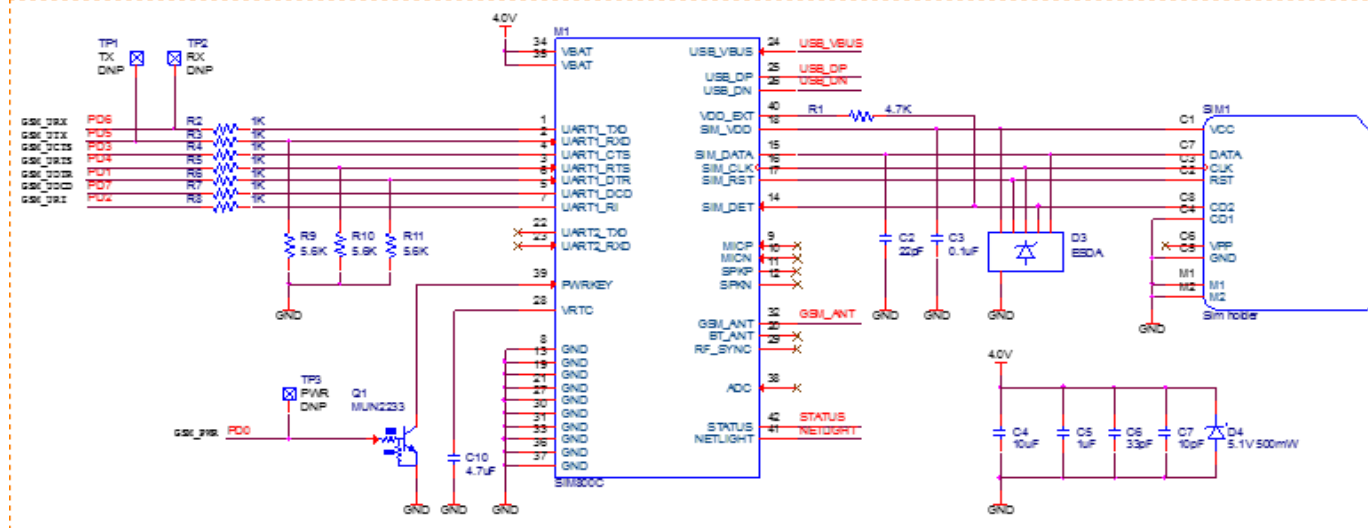 4.0V
M1
TP1
TX
DNP
TP2
RX
DNP
34
VBAT
35
VBAT
GSM_URX PD6 R2 1K 1 UART1_TXD
GSM_UTX PD5 R3 1K 2 UART1_RXD
GSM_UCTS PD3 R4 1K 4 UART1_CTS
GSM_URTS PD4 R5 1K 3 UART1_RTS
GSM_UDTR PD1 R6 1K 6 UART1_DTR
GSM_UDCD PD7 R7 1K 5 UART1_DCD
GSM_URI PD2 R8 1K 7 UART1_RI
22 UART2_TXD
23 UART2_RXD
R9
5.6K
R10
5.6K
R11
5.6K
GND
39 PWRKEY
28 VRTC
8 GND
13 GND
19 GND
21 GND
27 GND
30 GND
31 GND
33 GND
36 GND
37 GND
SIM800C
TP3
PWR
DNP
Q1
MUN2233
GSM_PWR PD0
C10
4.7uF
GND
GND
GND
USB_VBUS 24 USB_VBUS
USB_DP 25 USB_DP
USB_DN 26 USB_DN
VDD_EXT 40 R1 4.7K
SIM_VDD 18
SIM_DATA 15
SIM_CLK 16
SIM_RST 17
SIM_DET 14
MICP 9
MICN 10
SPKP 11
SPKN 12
GSM_ANT 32 GSM_ANT
BT_ANT 20
RF_SYNC 29
ADC 38
STATUS 42 STATUS
NETLIGHT 41 NETLIGHT
C2
22pF
C3
0.1uF
D3
ESDA
GND
GND
GND
GND
SIM1
C1 VCC
C7 DATA
C3 CLK
C2 RST
C8 CD2
C4 CD1
C6 VPP
C5 GND
M1 M1
M2 M2
Sim holder
4.0V
C4
10uF
C5
1uF
C6
33pF
C7
10pF
D4
5.1V 500mW
GND